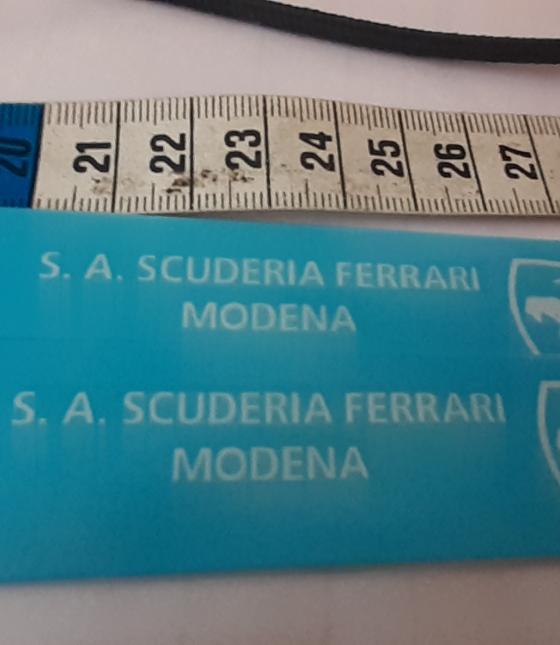 20 21 22 23 24 25 26 27
S. A. SCUDERIA FERRARI
MODENA
S. A. SCUDERIA FERRARI
MODENA